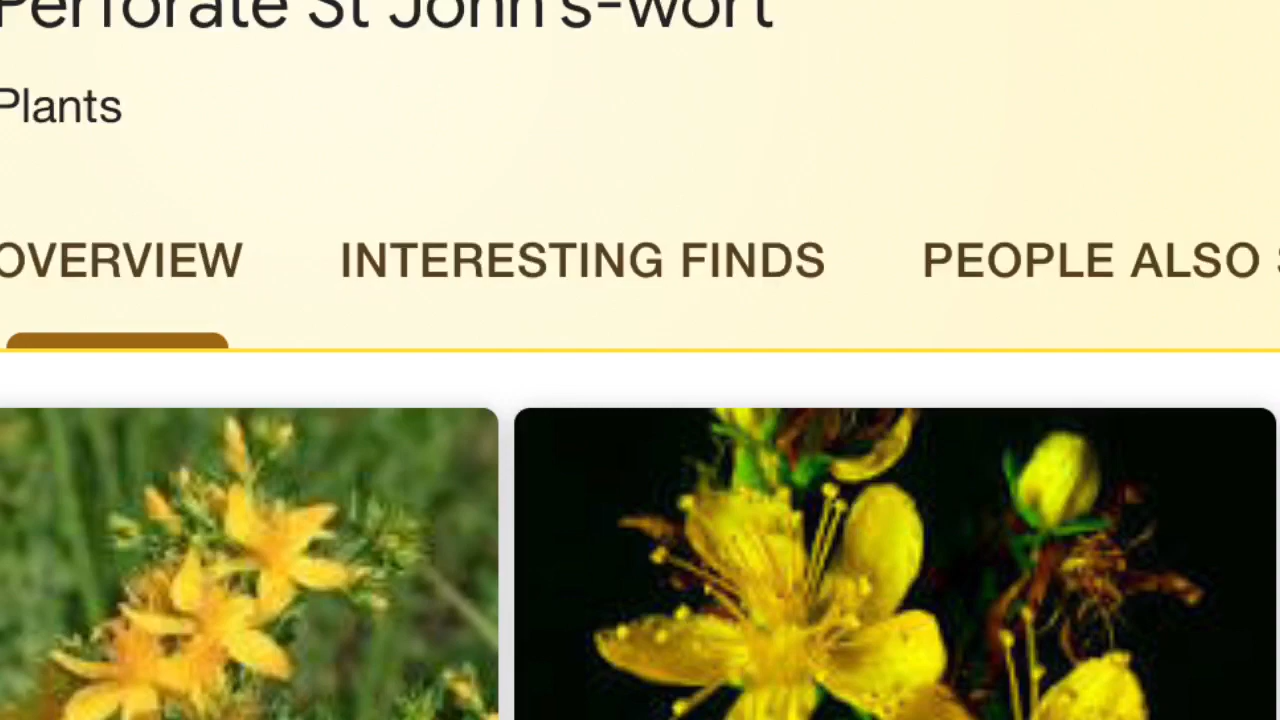 Perforate St John's-wort
Plants
OVERVIEW INTERESTING FINDS PEOPLE ALSO